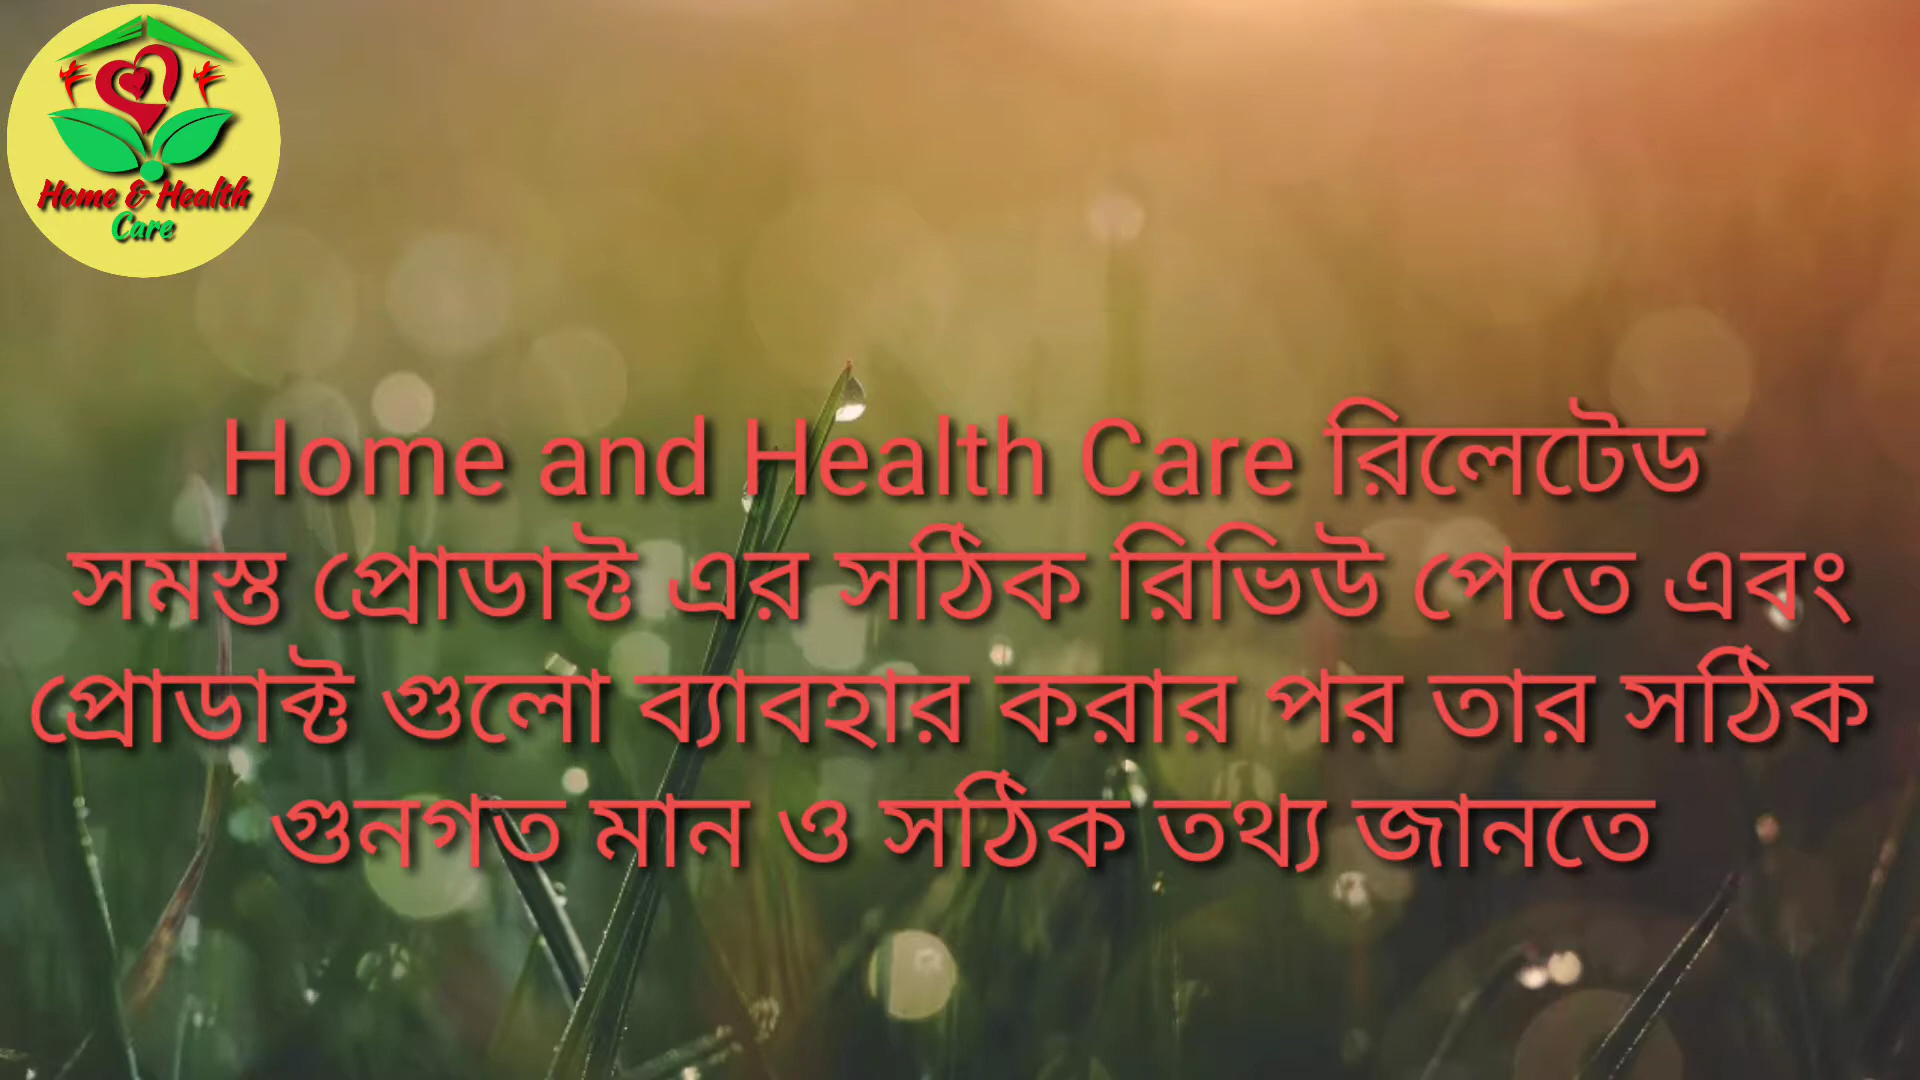 Home & Health
Care
Home and Health Care রিলেটেড
সমস্ত প্রোডাক্ট এর সঠিক রিভিউ পেতে এবং
প্রোডাক্ট গুলো ব্যাবহার করার পর তার সঠিক
গুনগত মান ও সঠিক তথ্য জানতে